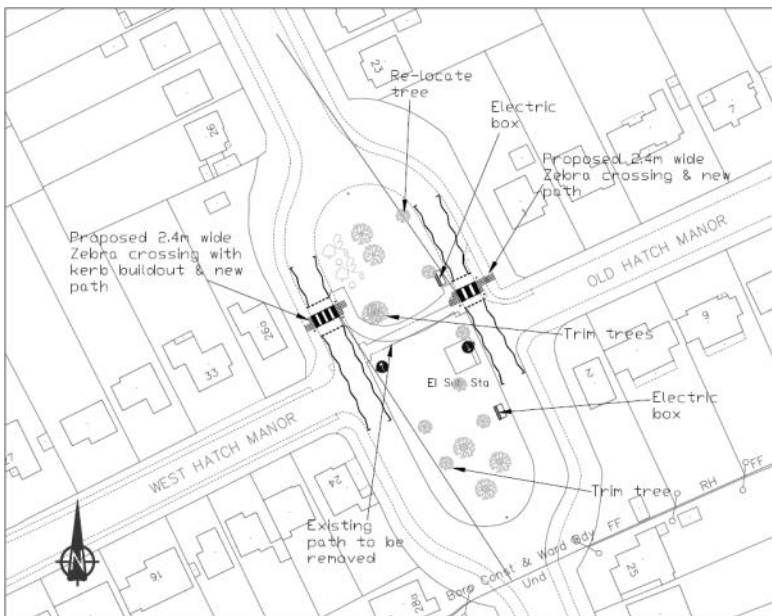 23
Re-locate
tree
Electric
box
7
26
Proposed 2.4m wide
Zebra crossing & new
path
Proposed 2.4m wide
Zebra crossing with
kerb buildout & new
path
OLD HATCH MANOR
26a
33
Trim trees
9
2
El Sub Sta
Electric
box
WEST HATCH MANOR
24
Trim tree
RH
FF
FF
Existing
path to be
removed
N
Boro Const & Ward Bdy
Und
16
25
28a